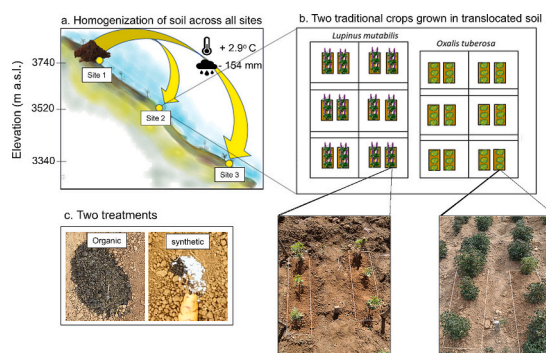 a. Homogenization of soil across all sites
b. Two traditional crops grown in translocated soil
Elevation (m a.s.l.)
3740
3520
3340
Site 1
Site 2
Site 3
+ 2.9° C
- 154 mm
Lupinus mutabilis
Oxalis tuberosa
c. Two treatments
Organic
synthetic